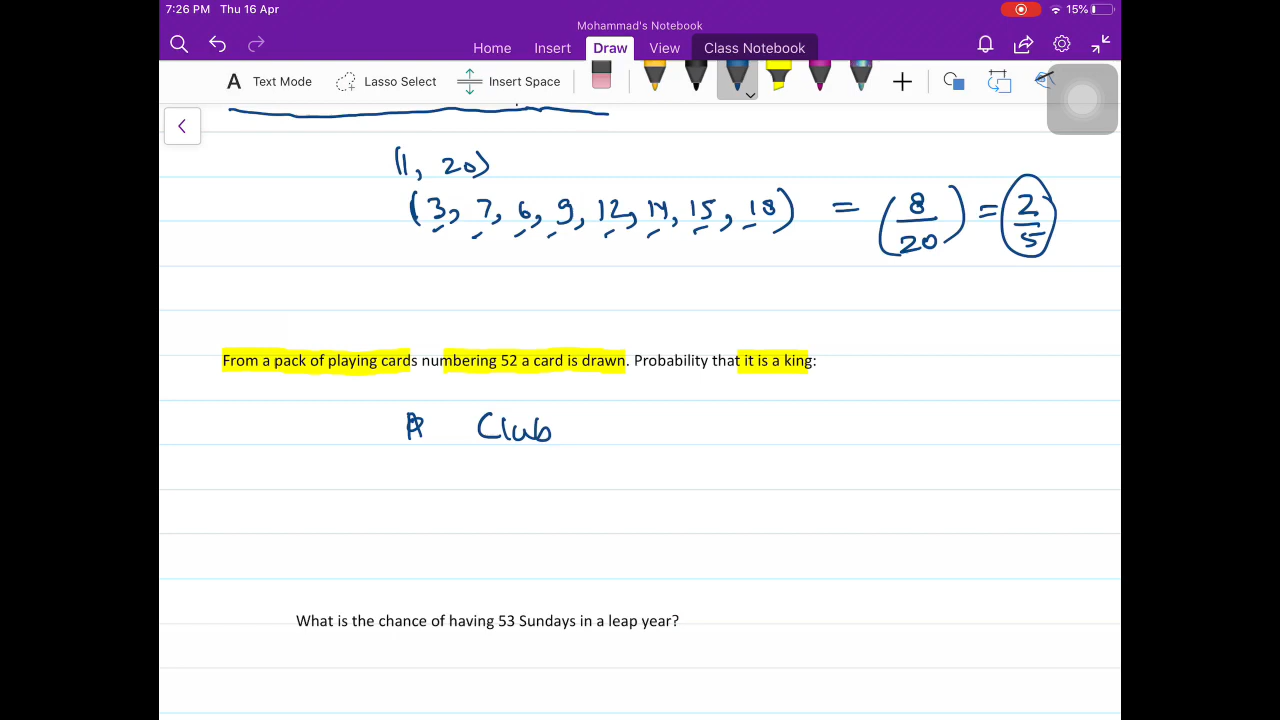 7:26 PM Thu 16 Apr
15%
Mohammad's Notebook
Home Insert Draw View Class Notebook
A Text Mode Lasso Select Insert Space
(1, 20)
(3, 7, 6, 9, 12, 14, 15, 18) = (8/20) = 2/5
From a pack of playing cards numbering 52 a card is drawn. Probability that it is a king:
Club
What is the chance of having 53 Sundays in a leap year?